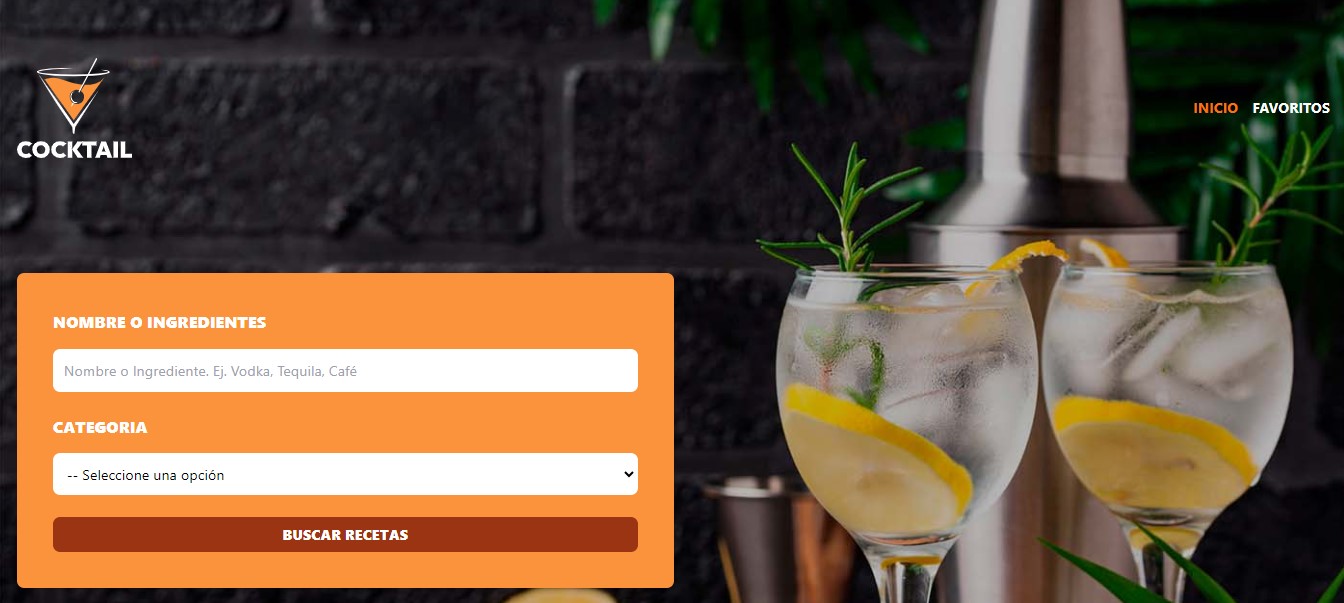 COCKTAIL
INICIO FAVORITOS
NOMBRE O INGREDIENTES
Nombre o Ingrediente. Ej. Vodka, Tequila, Café
CATEGORIA
-- Seleccione una opción
BUSCAR RECETAS